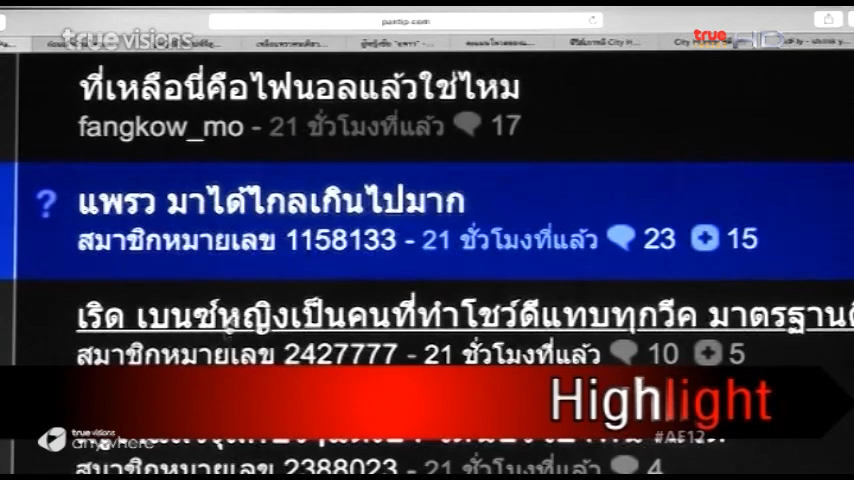 pantip.com
true visions
true
HD
ที่เหลือนี่คือไฟนอลแล้วใช่ไหม
fangkow_mo - 21 ชั่วโมงที่แล้ว 17
? แพรว มาได้ไกลเกินไปมาก
สมาชิกหมายเลข 1158133 - 21 ชั่วโมงที่แล้ว 23 15
เริด เบนซ์หญิงเป็นคนที่ทำโชว์ดีแทบทุกวีค มาตรฐาน
สมาชิกหมายเลข 2427777 - 21 ชั่วโมงที่แล้ว 10 5
Highlight
true visions
anywhere
#AF12
สมาชิกหมายเลข 2388023 - 21 ชั่วโมงที่แล้ว 4